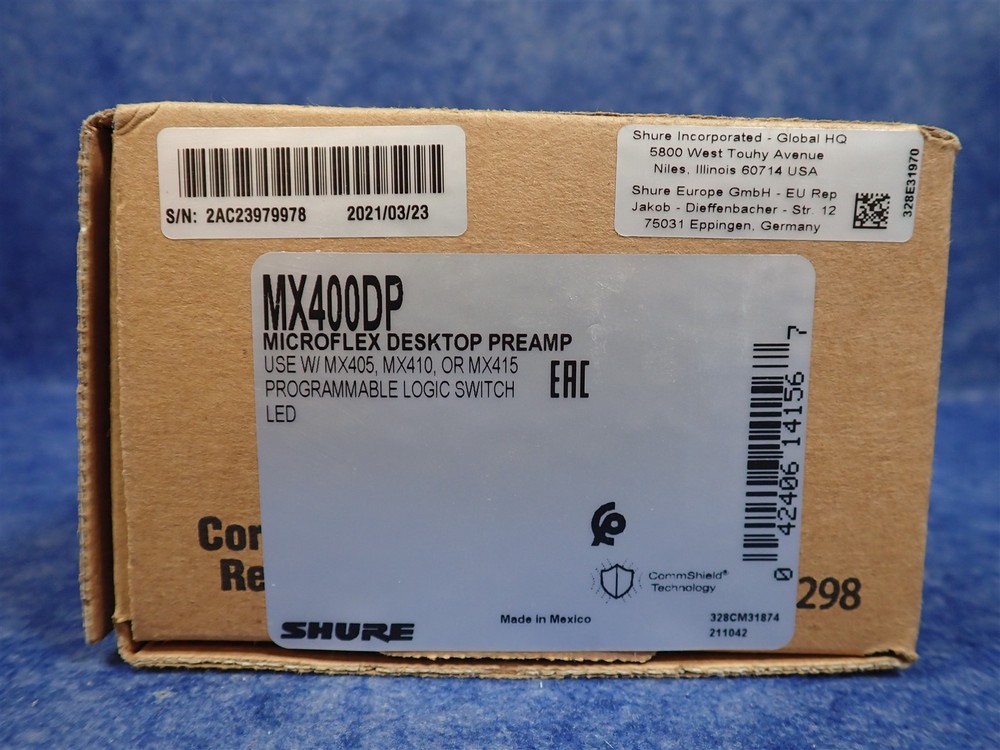 S/N: 2AC23979978 2021/03/23
Shure Incorporated - Global HQ
5800 West Touhy Avenue
Niles, Illinois 60714 USA
Shure Europe GmbH - EU Rep
Jakob - Dieffenbacher - Str. 12
75031 Eppingen, Germany
328E31970
MX400DP
MICROFLEX DESKTOP PREAMP
USE W/ MX405, MX410, OR MX415
PROGRAMMABLE LOGIC SWITCH
LED
EAC
0 42406 14156 7
Cor
Re
298
CommShield®
Technology
SHURE
Made in Mexico
328CM31874
211042